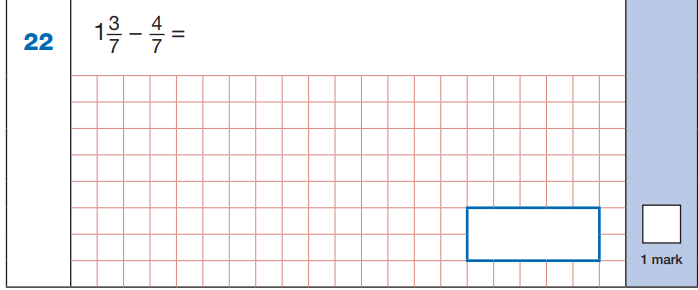 22
1 3/7 − 4/7 =
1 mark